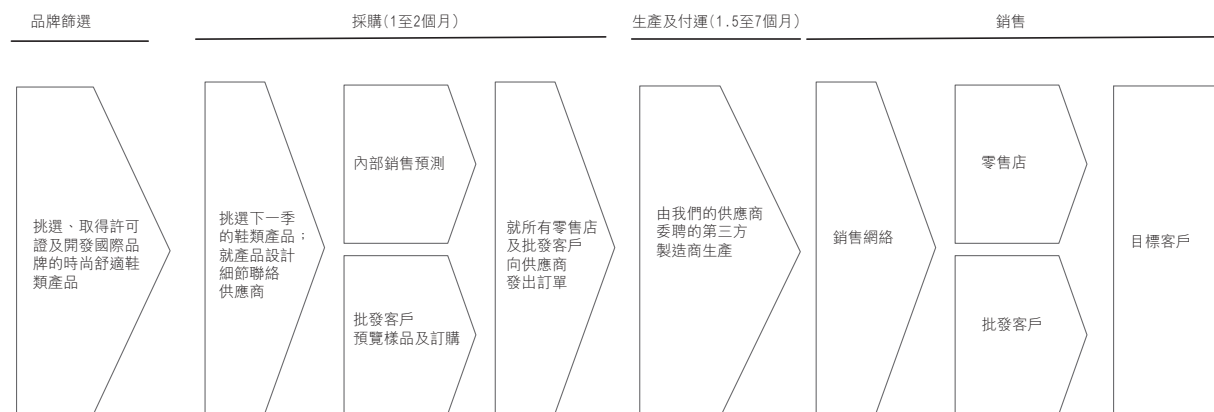 品牌篩選
採購(1至2個月)
生產及付運(1.5至7個月)
銷售
挑選、取得許可
證及開發國際品
牌的時尚舒適鞋
類產品
挑選下一季
的鞋類產品；
就產品設計
細節聯絡
供應商
內部銷售預測
批發客戶
預覽樣品及訂購
就所有零售店
及批發客戶
向供應商
發出訂單
由我們的供應商
委聘的第三方
製造商生產
銷售網絡
零售店
批發客戶
目標客戶